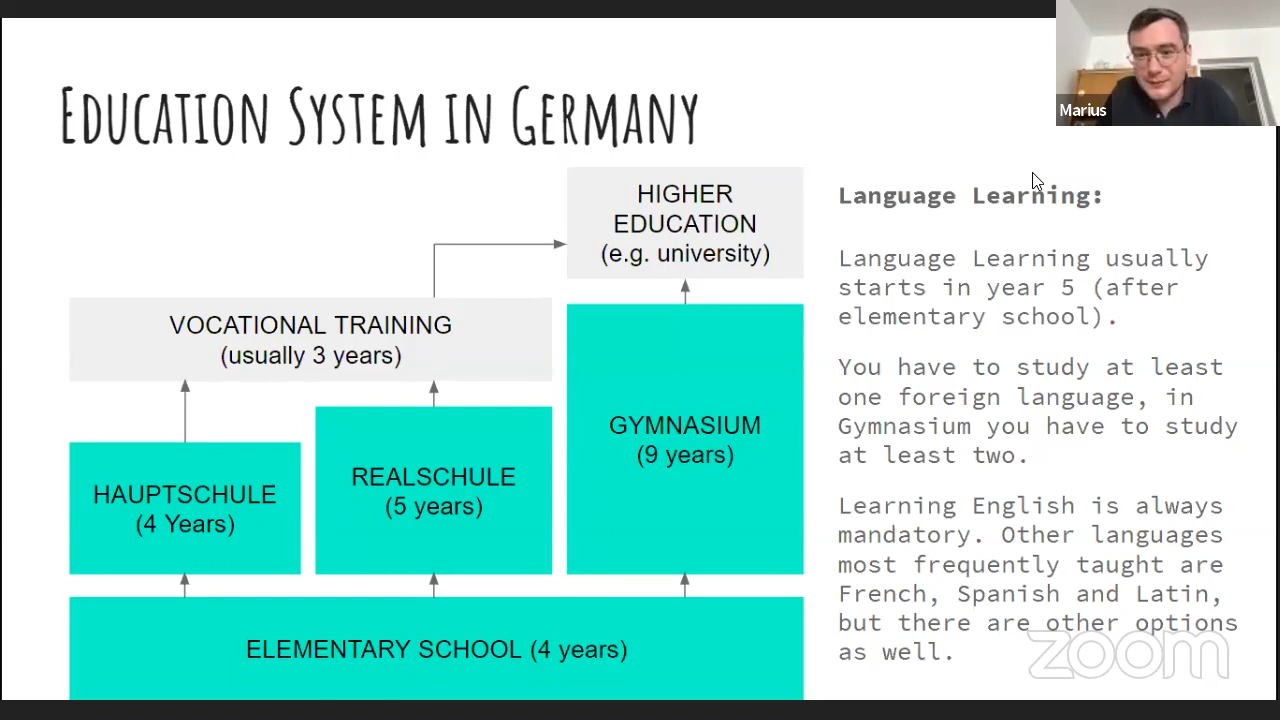 Marius
EDUCATION SYSTEM IN GERMANY
HIGHER
EDUCATION
(e.g. university)
VOCATIONAL TRAINING
(usually 3 years)
GYMNASIUM
(9 years)
REALSCHULE
(5 years)
HAUPTSCHULE
(4 Years)
ELEMENTARY SCHOOL (4 years)
Language Learning:
Language Learning usually
starts in year 5 (after
elementary school).
You have to study at least
one foreign language, in
Gymnasium you have to study
at least two.
Learning English is always
mandatory. Other languages
most frequently taught are
French, Spanish and Latin,
but there are other options
as well.
zoom